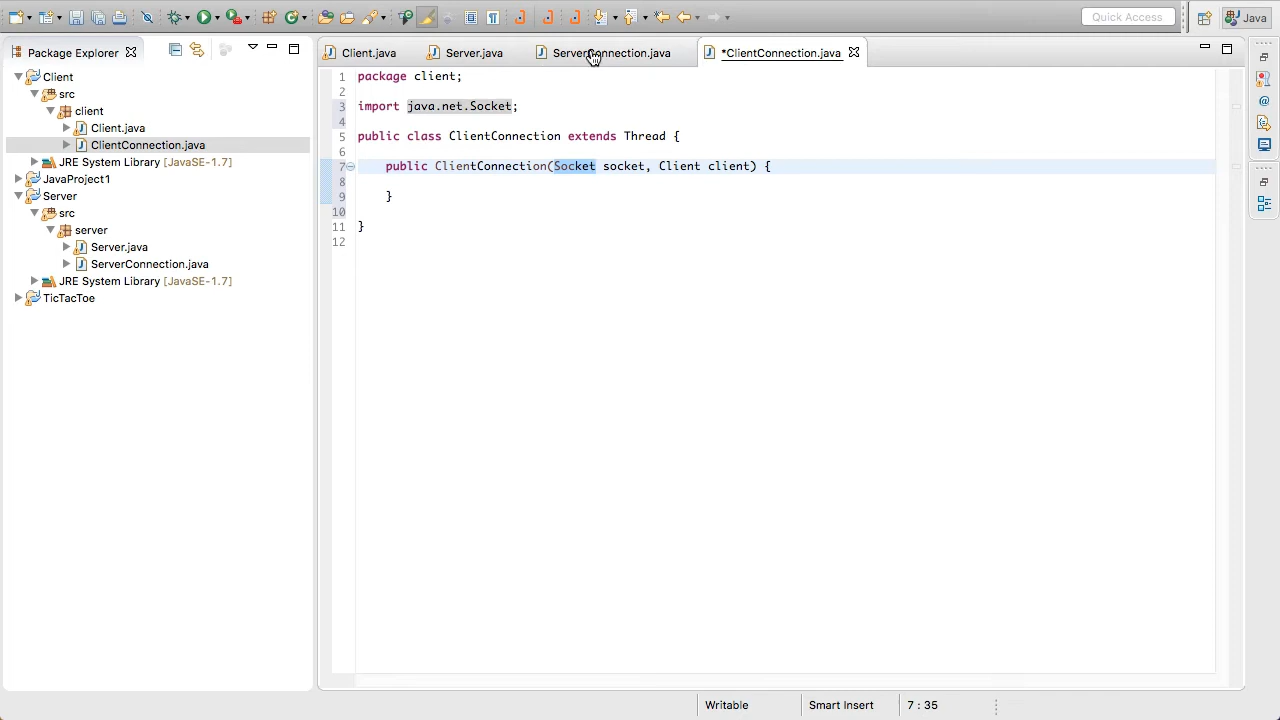 Quick Access
Java
Package Explorer
Client.java
Server.java
ServerConnection.java
*ClientConnection.java
Client
src
client
Client.java
ClientConnection.java
JRE System Library [JavaSE-1.7]
JavaProject1
Server
src
server
Server.java
ServerConnection.java
JRE System Library [JavaSE-1.7]
TicTacToe
1 package client;
2
3 import java.net.Socket;
4
5 public class ClientConnection extends Thread {
6
7 public ClientConnection(Socket socket, Client client) {
8
9 }
10
11 }
12
Writable
Smart Insert
7 : 35